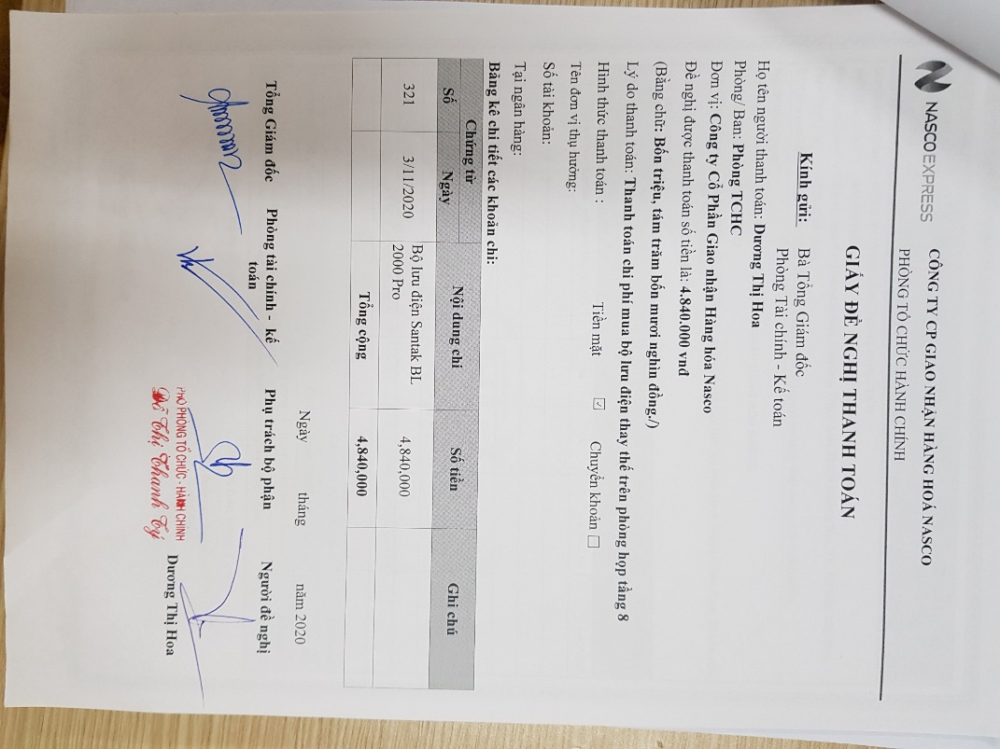 NASCO EXPRESS
CÔNG TY CP GIAO NHẬN HÀNG HOÁ NASCO
PHÒNG TỔ CHỨC HÀNH CHÍNH
GIẤY ĐỀ NGHỊ THANH TOÁN
Kính gửi: Bà Tổng Giám đốc
Phòng Tài chính - Kế toán
Họ tên người thanh toán: Dương Thị Hoa
Phòng/ Ban: Phòng TCHC
Đơn vị: Công ty Cổ Phần Giao nhận Hàng hóa Nasco
Đề nghị được thanh toán số tiền là: 4.840.000 vnđ
(Bằng chữ: Bốn triệu, tám trăm bốn mươi nghìn đồng./)
Lý do thanh toán: Thanh toán chi phí mua bộ lưu điện thay thế trên phòng họp tầng 8
Hình thức thanh toán : Tiền mặt ☑ Chuyển khoản ☐
Tên đơn vị thụ hưởng:
Số tài khoản:
Tại ngân hàng:
Bảng kê chi tiết các khoản chi:
Chứng từ Nội dung chi Số tiền Ghi chú
Số Ngày
321 3/11/2020 Bộ lưu điện Santak BL 4,840,000
2000 Pro
Tổng cộng 4,840,000
Ngày tháng năm 2020
Tổng Giám đốc Phòng tài chính - kế Phụ trách bộ phận Người đề nghị
toán
PHÓ PHÒNG TỔ CHỨC - HÀNH CHÍNH
Đỗ Thị Thanh Tý
Dương Thị Hoa